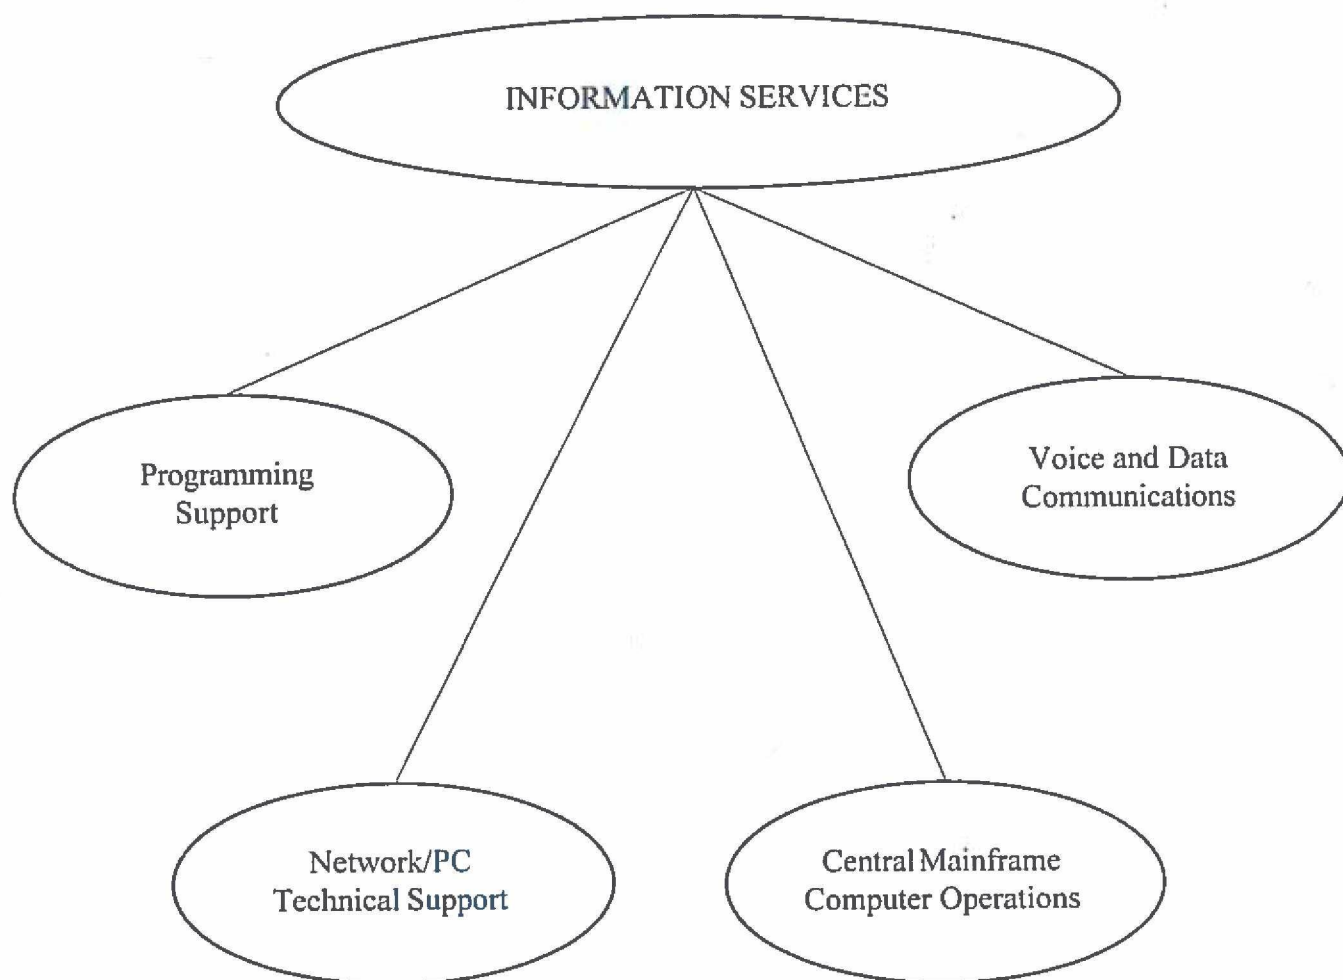 INFORMATION SERVICES
Programming
Support
Voice and Data
Communications
Network/PC
Technical Support
Central Mainframe
Computer Operations